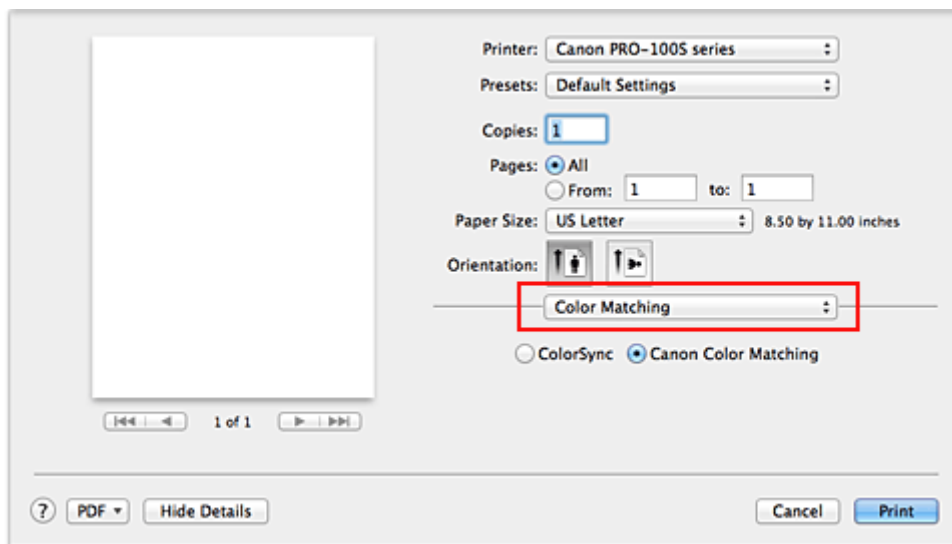 Printer: Canon PRO-100S series
Presets: Default Settings
Copies: 1
Pages: All
From: 1 to: 1
Paper Size: US Letter 8.50 by 11.00 inches
Orientation:
Color Matching
ColorSync Canon Color Matching
1 of 1
? PDF Hide Details Cancel Print